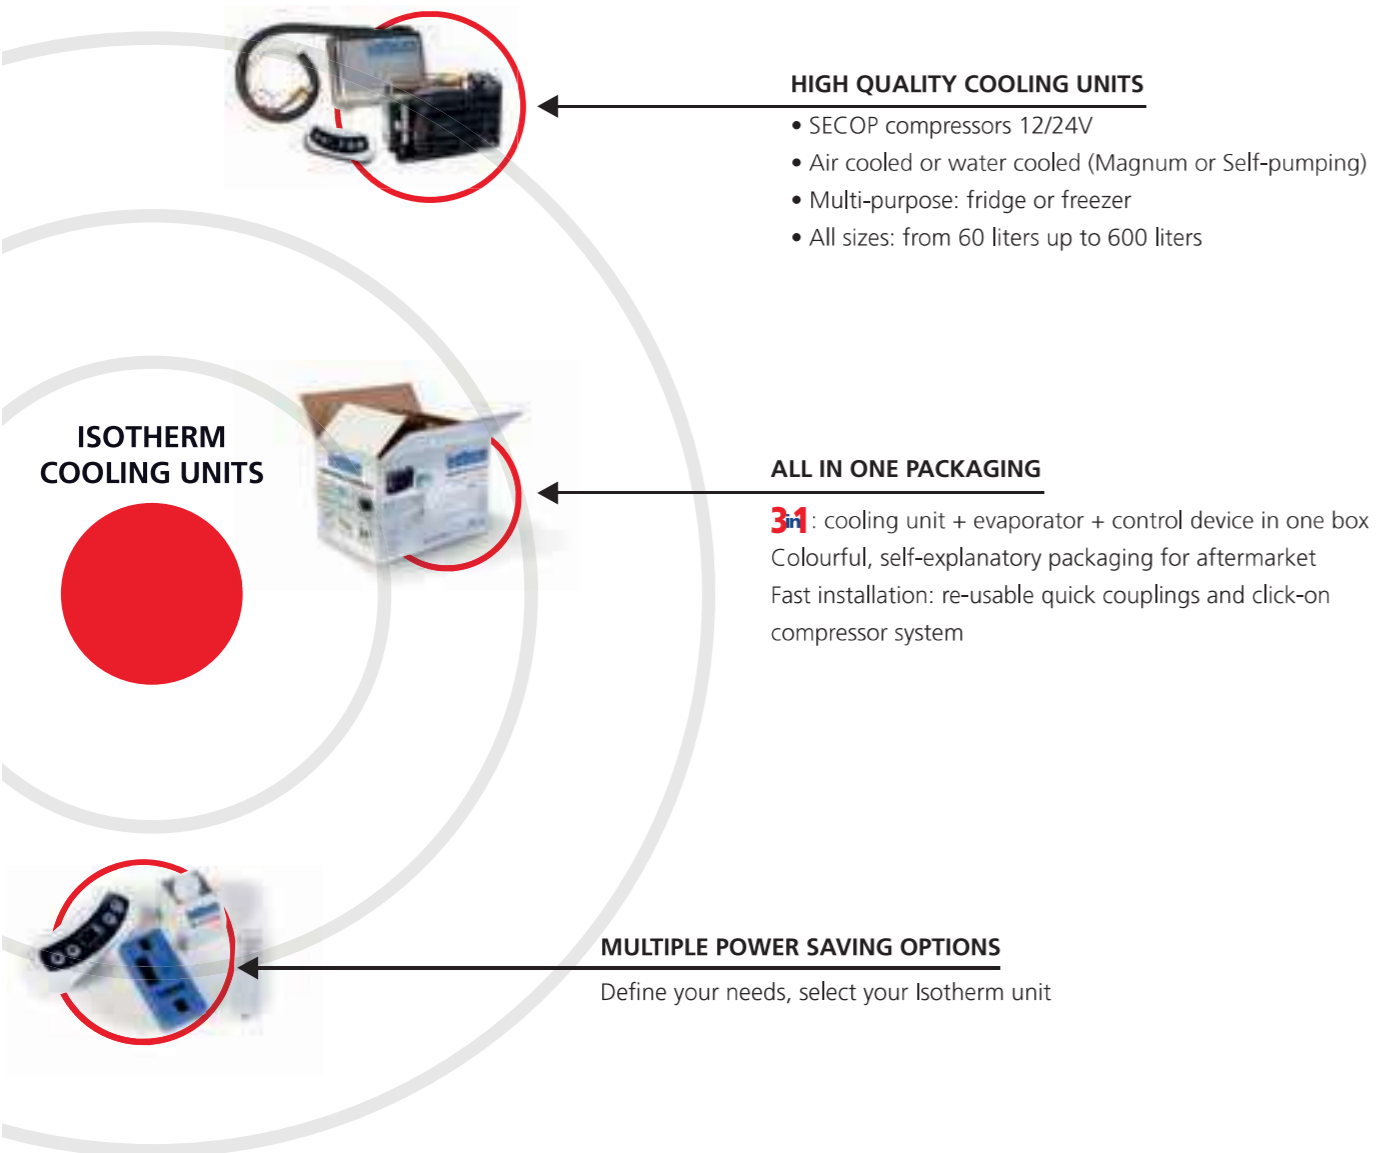 HIGH QUALITY COOLING UNITS
• SECOP compressors 12/24V
• Air cooled or water cooled (Magnum or Self-pumping)
• Multi-purpose: fridge or freezer
• All sizes: from 60 liters up to 600 liters
ISOTHERM
COOLING UNITS
ALL IN ONE PACKAGING
3in1: cooling unit + evaporator + control device in one box
Colourful, self-explanatory packaging for aftermarket
Fast installation: re-usable quick couplings and click-on
compressor system
MULTIPLE POWER SAVING OPTIONS
Define your needs, select your Isotherm unit